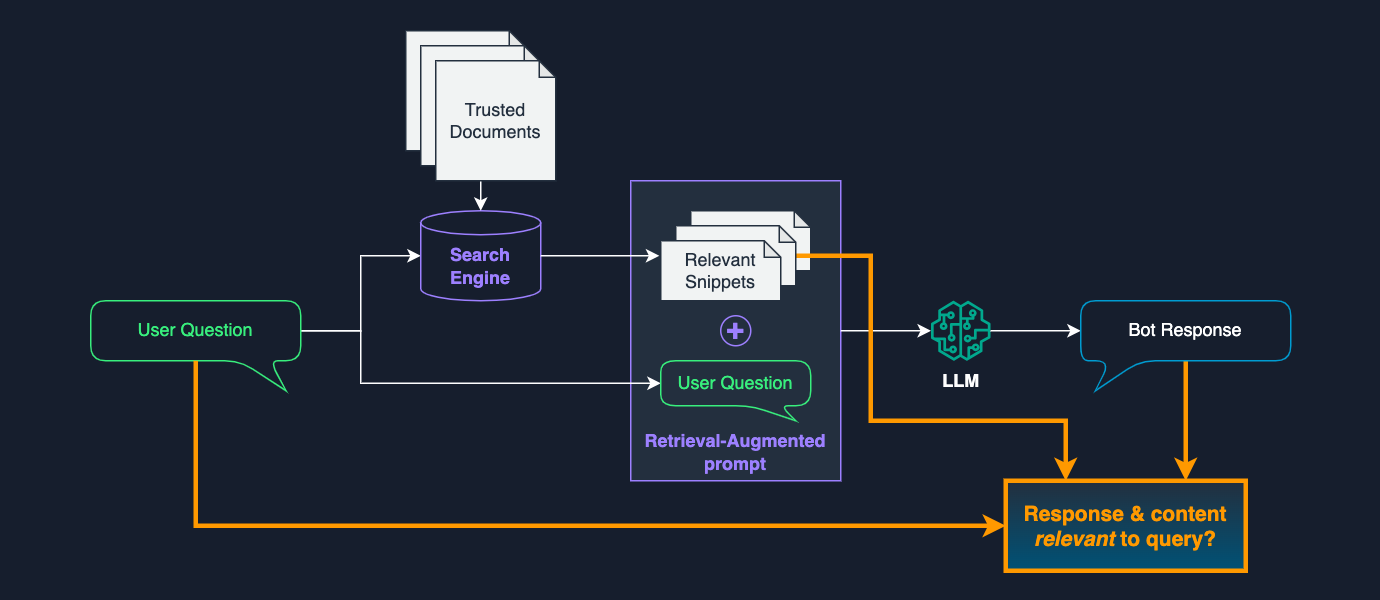 Trusted
Documents
Search
Engine
Relevant
Snippets
User Question
LLM
Bot Response
User Question
Retrieval-Augmented
prompt
Response & content
relevant to query?